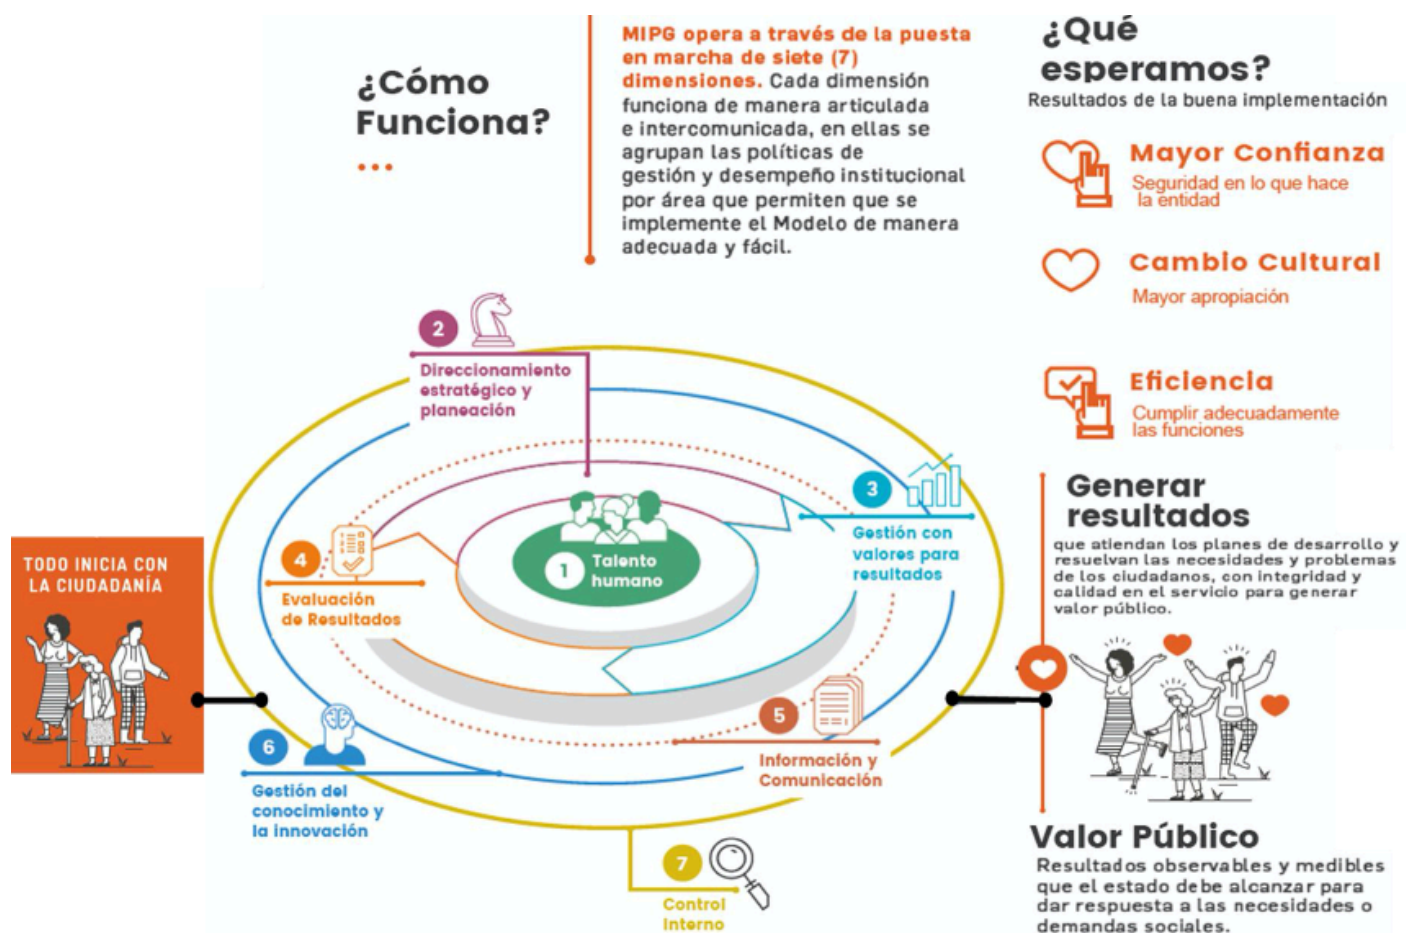 ¿Cómo
Funciona?
MIPG opera a través de la puesta
en marcha de siete (7)
dimensiones. Cada dimensión
funciona de manera articulada
e intercomunicada, en ellas se
agrupan las políticas de
gestión y desempeño institucional
por área que permiten que se
implemente el Modelo de manera
adecuada y fácil.
¿Qué
esperamos?
Resultados de la buena implementación
Mayor Confianza
Seguridad en lo que hace
la entidad
Cambio Cultural
Mayor apropiación
Eficiencia
Cumplir adecuadamente
las funciones
TODO INICIA CON
LA CIUDADANÍA
2
Direccionamiento
estratégico y
planeación
3
Gestión con
valores para
resultados
1
Talento
humano
4
Evaluación
de Resultados
5
Información y
Comunicación
6
Gestión del
conocimiento y
la innovación
7
Control
Interno
Generar
resultados
que atiendan los planes de desarrollo y
resuelvan las necesidades y problemas
de los ciudadanos, con integridad y
calidad en el servicio para generar
valor público.
Valor Público
Resultados observables y medibles
que el estado debe alcanzar para
dar respuesta a las necesidades o
demandas sociales.